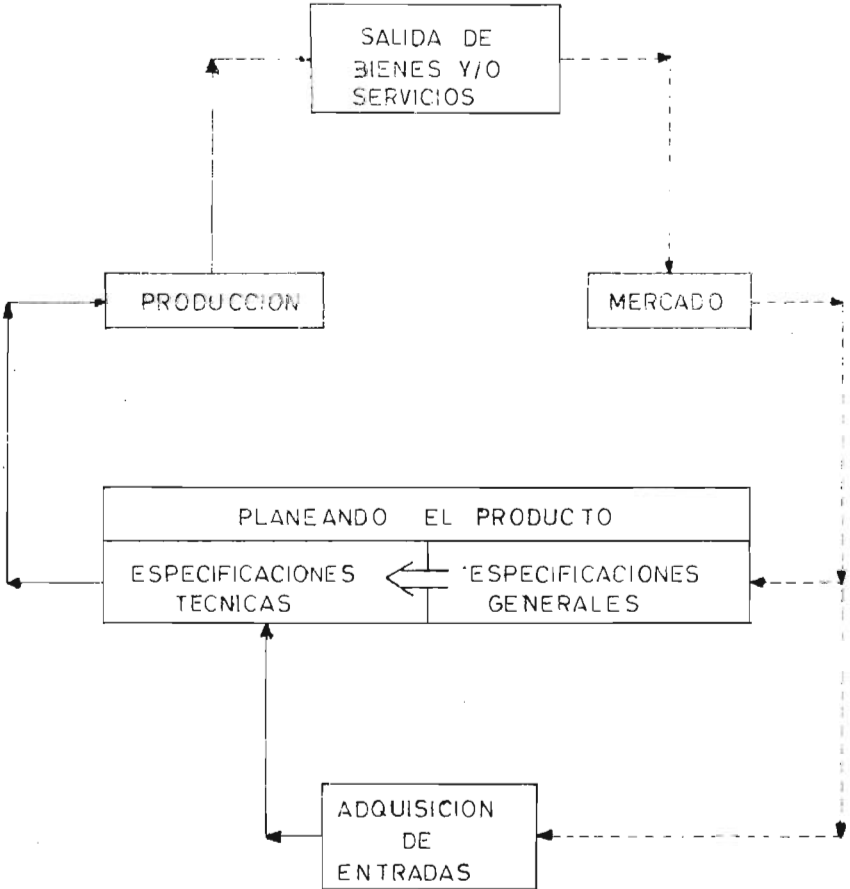 SALIDA DE
BIENES Y/O
SERVICIOS
PRODUCCION
MERCADO
PLANEANDO EL PRODUCTO
ESPECIFICACIONES
TECNICAS
ESPECIFICACIONES
GENERALES
ADQUISICION
DE
ENTRADAS